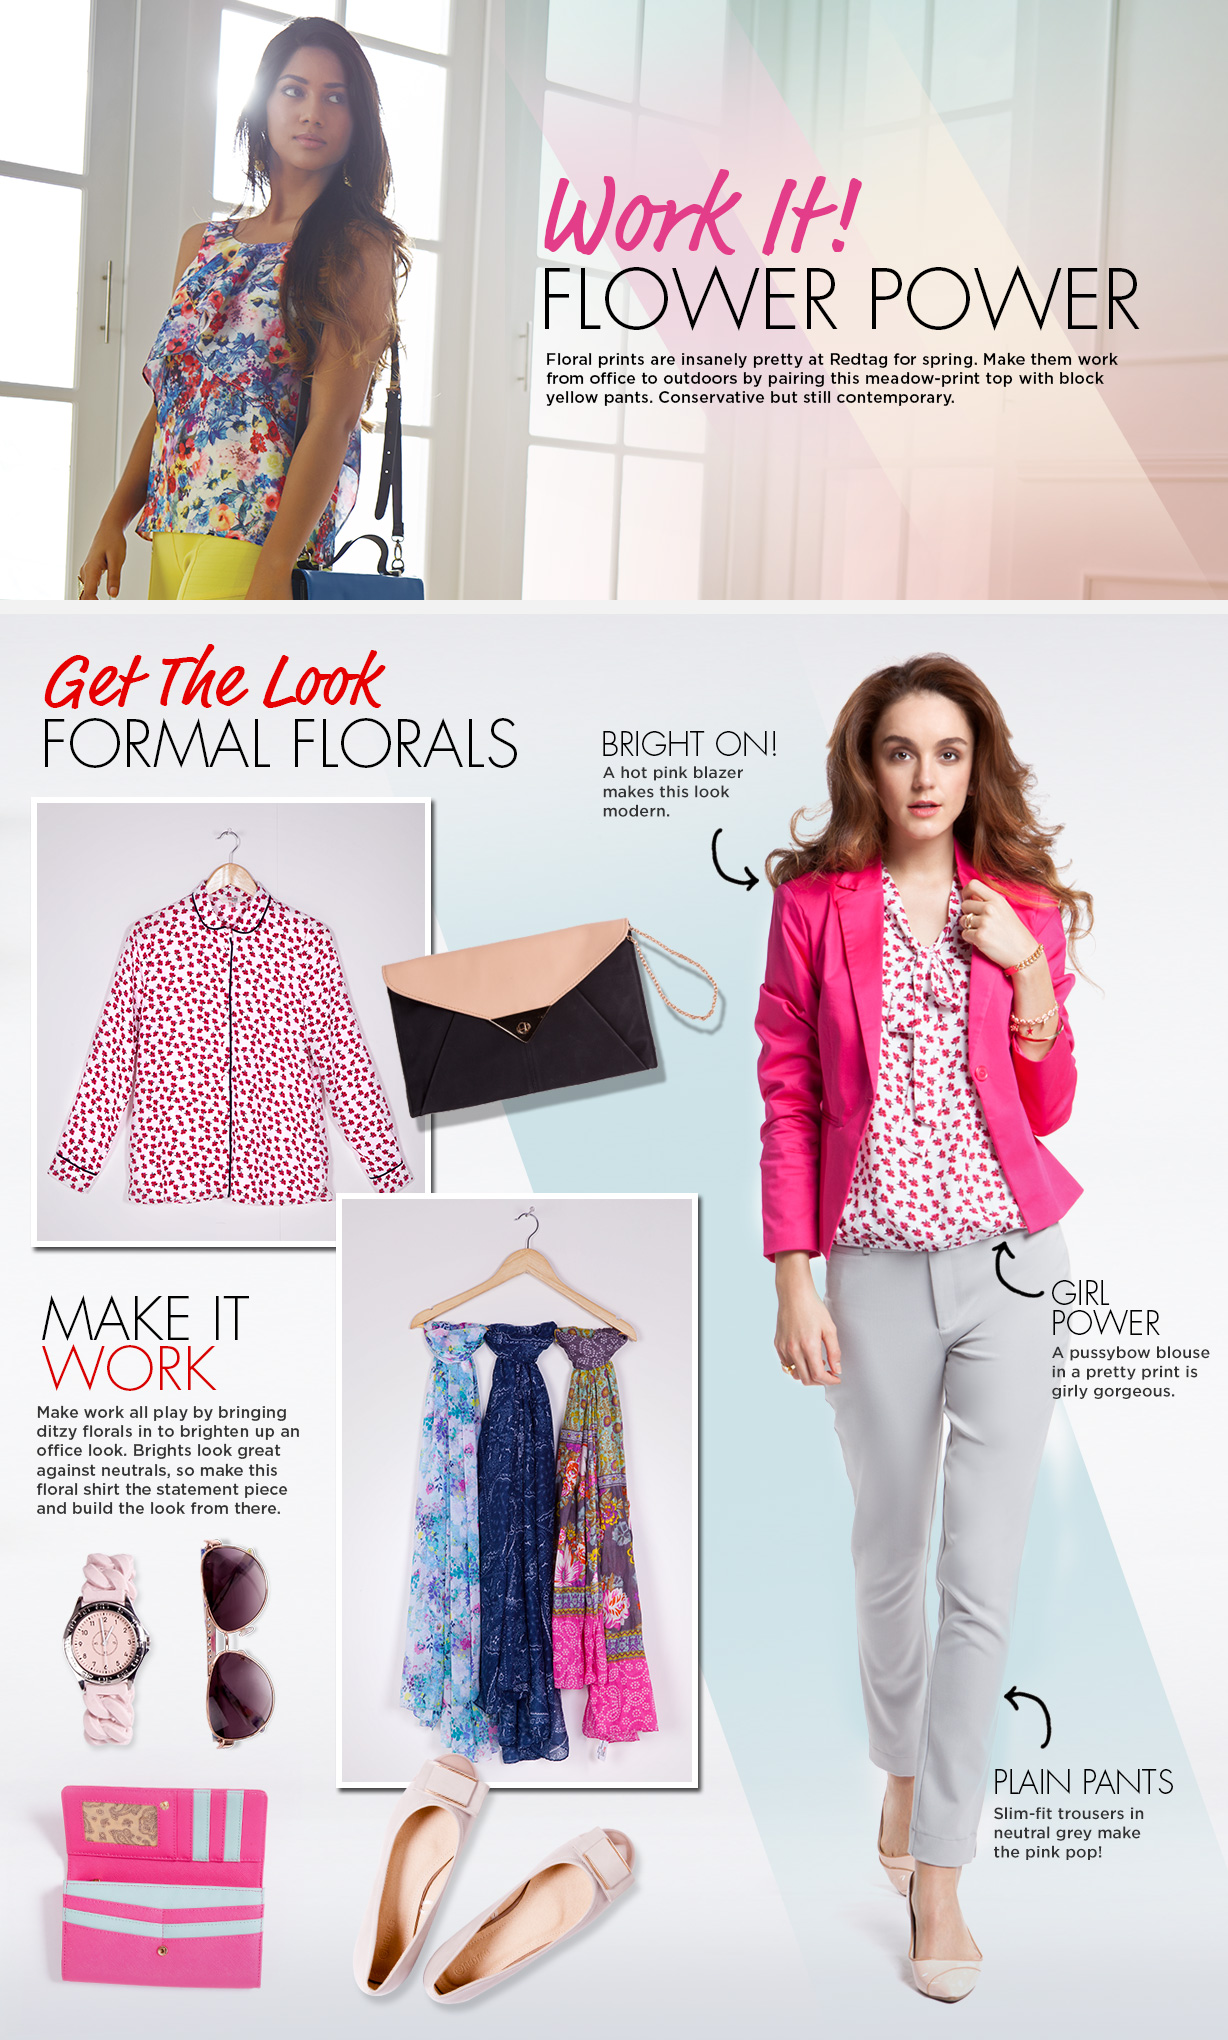 Work It!
FLOWER POWER
Floral prints are insanely pretty at Redtag for spring. Make them work
from office to outdoors by pairing this meadow-print top with block
yellow pants. Conservative but still contemporary.
Get The Look
FORMAL FLORALS
BRIGHT ON!
A hot pink blazer
makes this look
modern.
GIRL
POWER
A pussybow blouse
in a pretty print is
girly gorgeous.
MAKE IT
WORK
Make work all play by bringing
ditzy florals in to brighten up an
office look. Brights look great
against neutrals, so make this
floral shirt the statement piece
and build the look from there.
PLAIN PANTS
Slim-fit trousers in
neutral grey make
the pink pop!